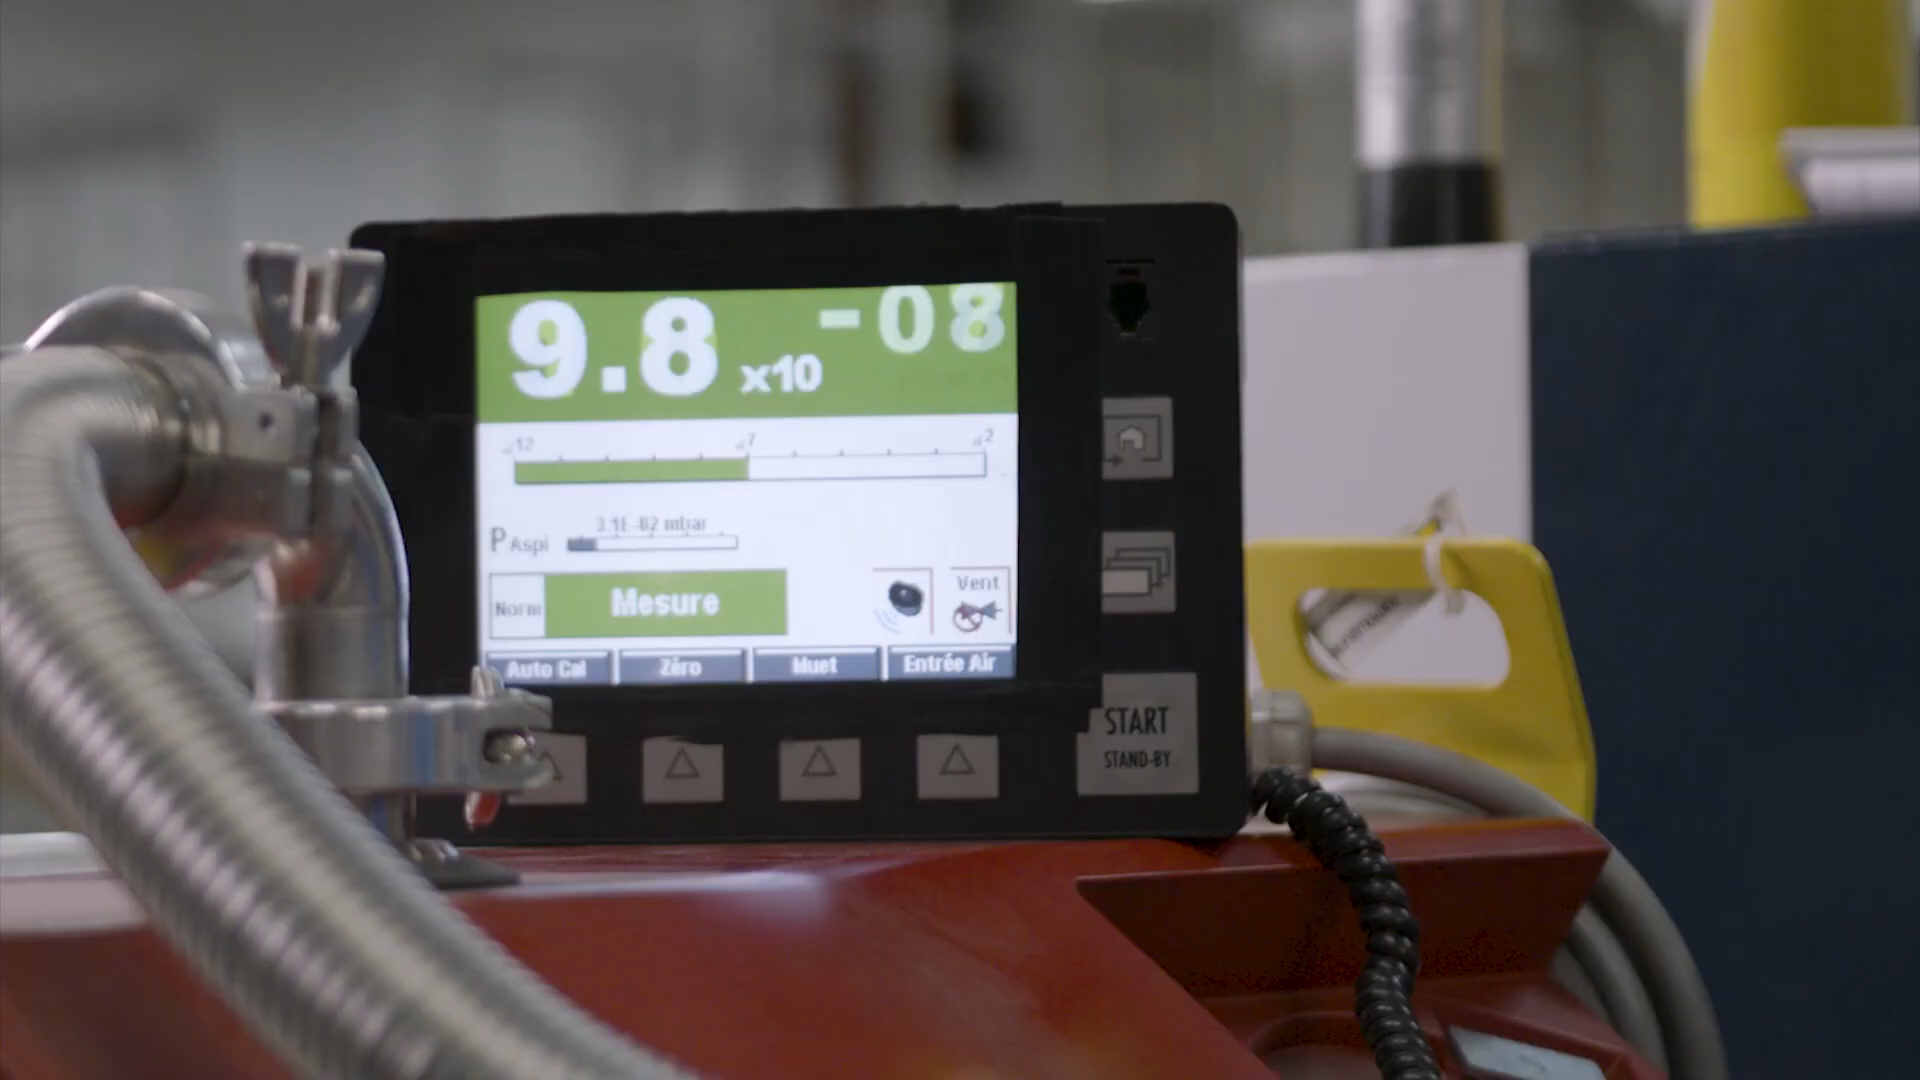 9.8 x10 -08
-12 -7 -2
3.1E-02 mbar
P Aspi
Norm Mesure
Vent
Auto Cal Zéro Muet Entrée Air
START
STAND-BY